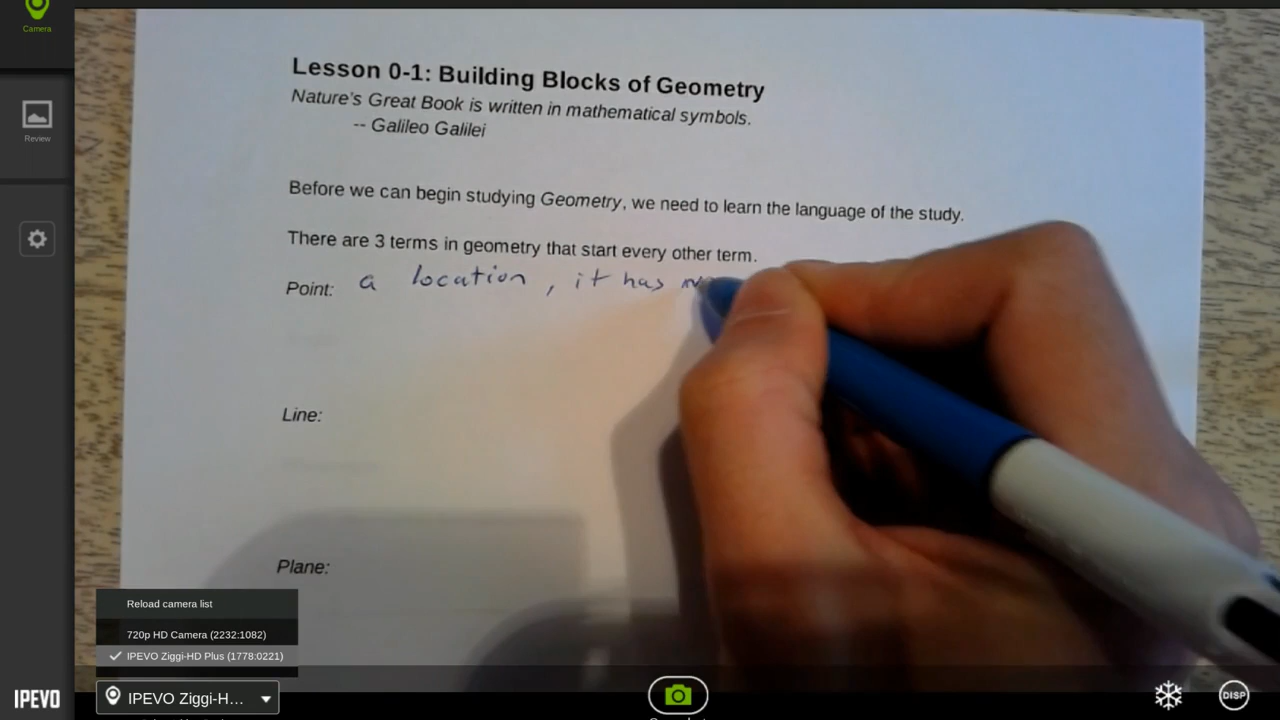 Camera
Lesson 0-1: Building Blocks of Geometry
Nature's Great Book is written in mathematical symbols.
-- Galileo Galilei
Review
Before we can begin studying Geometry, we need to learn the language of the study.
There are 3 terms in geometry that start every other term.
Point: a location, it has
Line:
Plane:
Reload camera list
720p HD Camera (2232:1082)
IPEVO Ziggi-HD Plus (1778:0221)
IPEVO
IPEVO Ziggi-H...
DISP